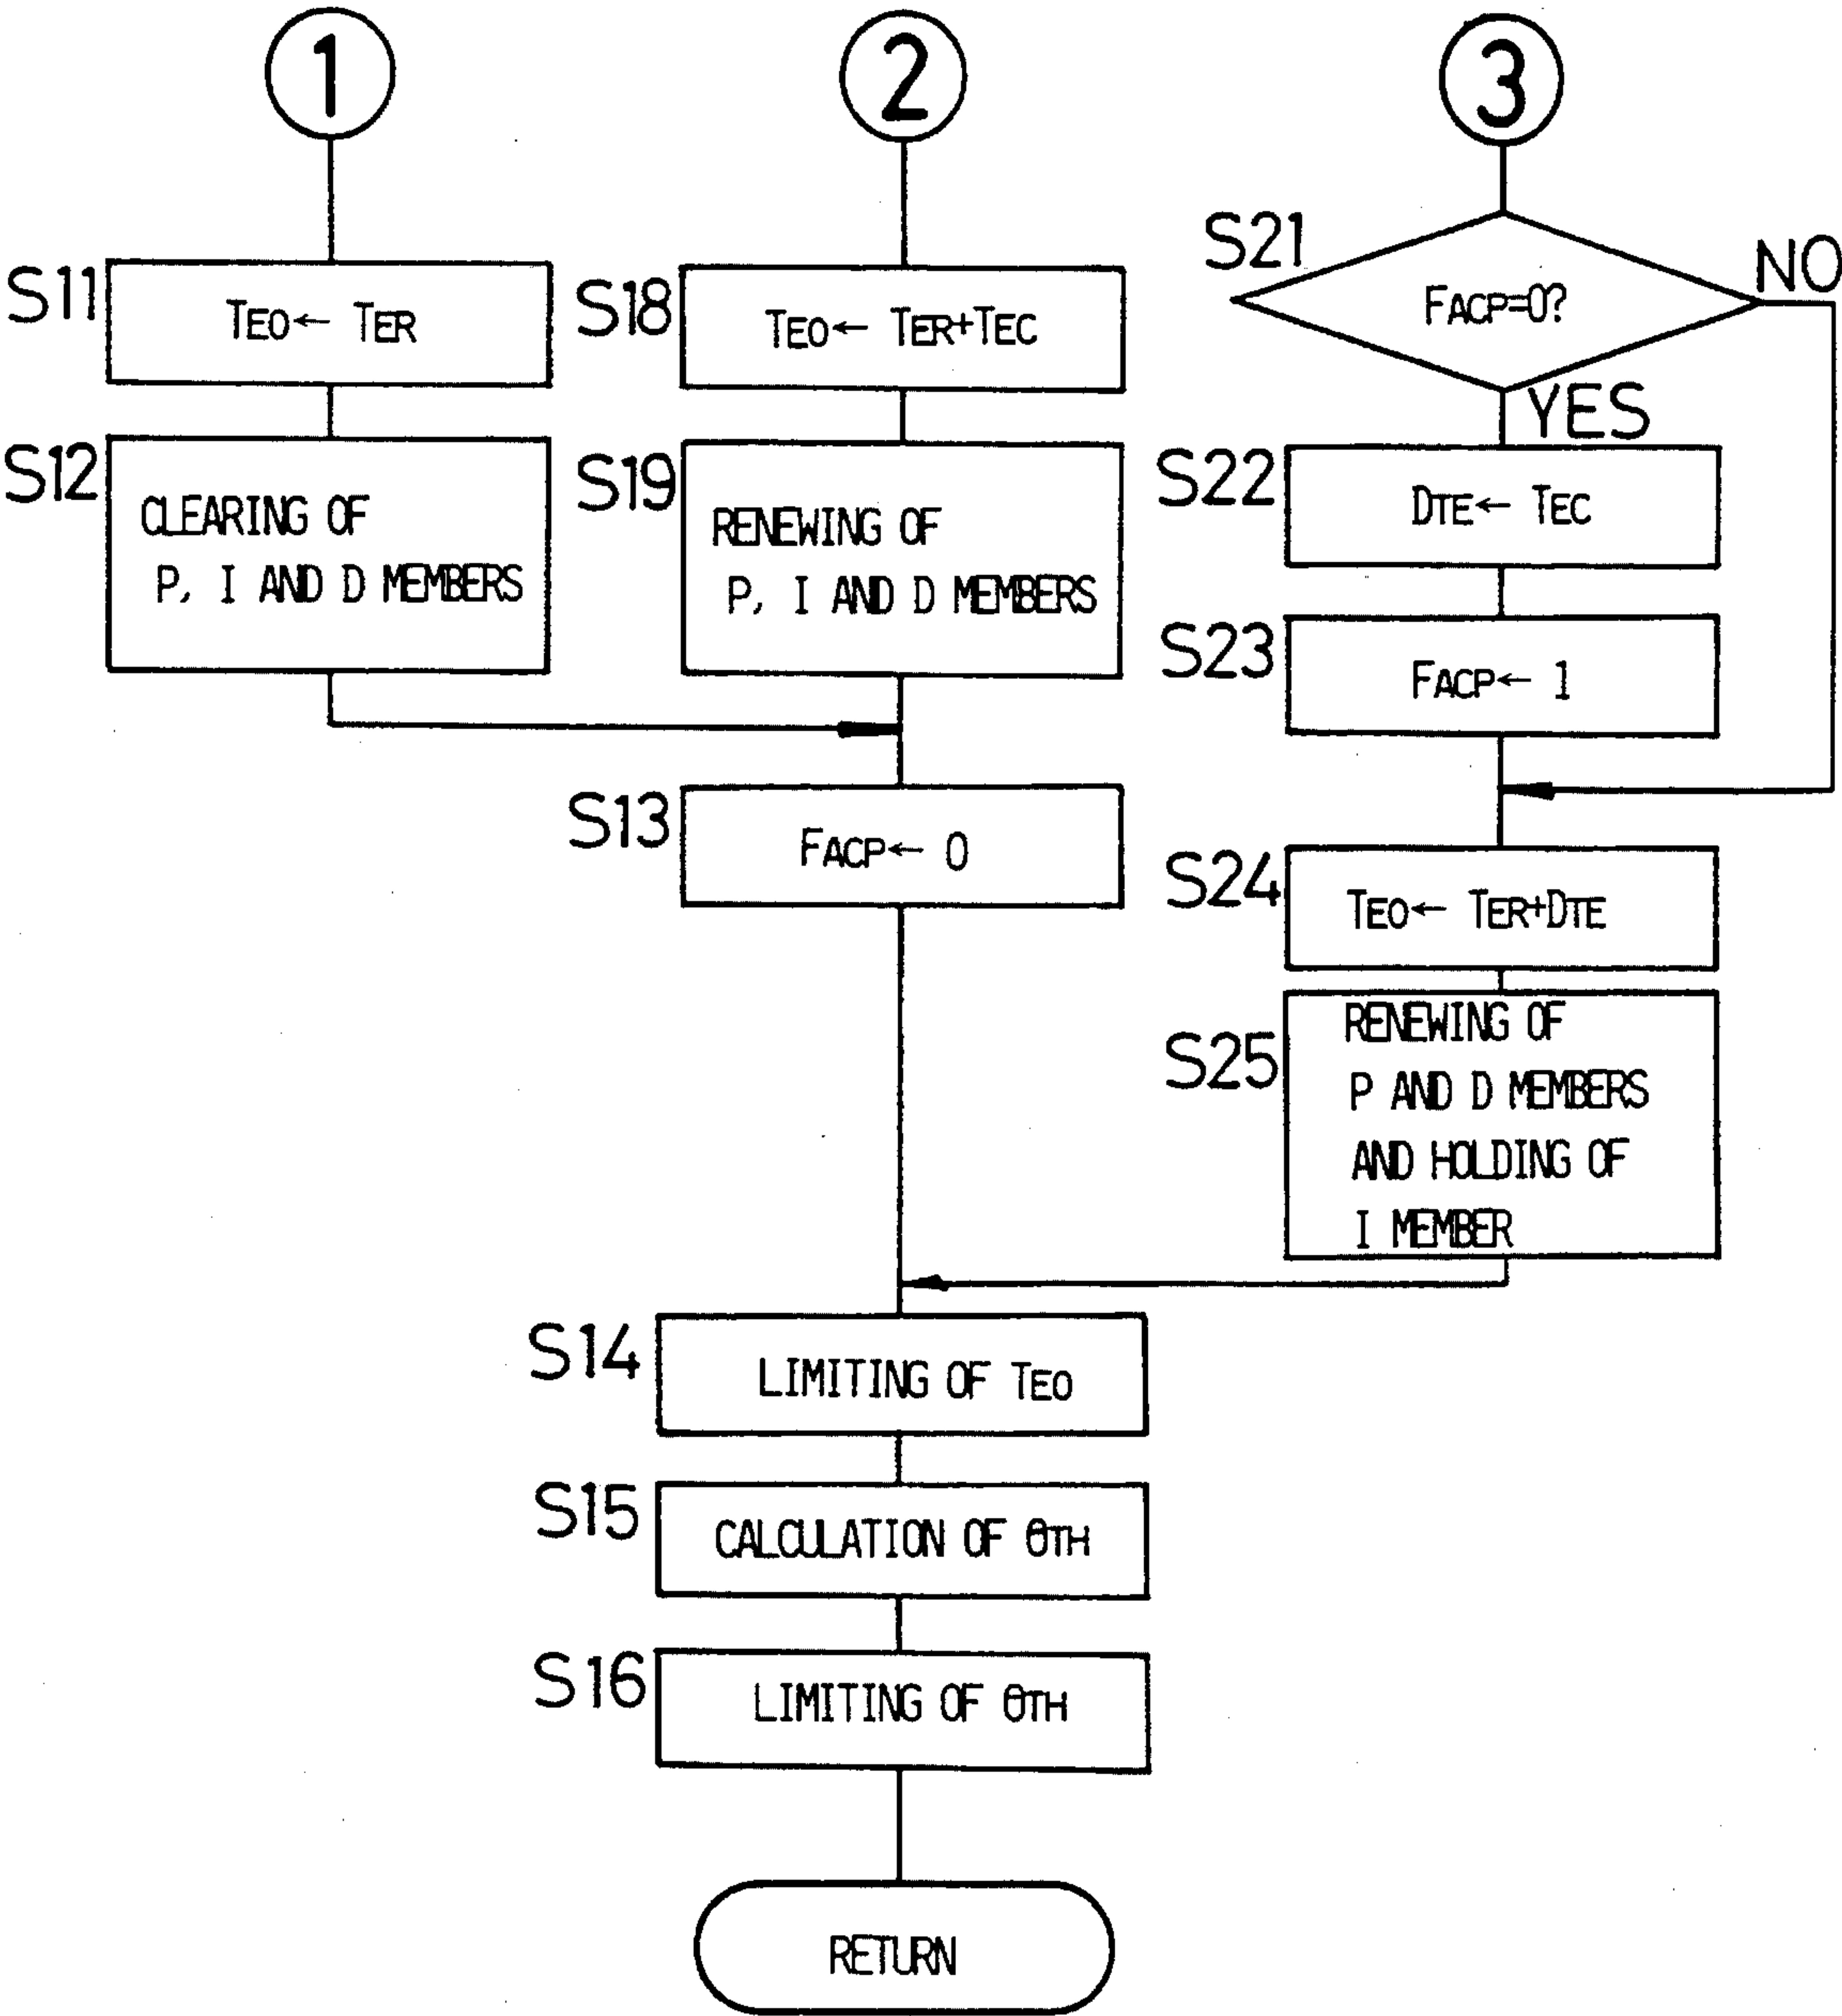 1
2
3
S11
TEO← TER
S12
CLEARING OF
P, I AND D MEMBERS
S18
TEO← TER+TEC
S19
RENEWING OF
P, I AND D MEMBERS
S13
FACP← 0
S21
FACP=0?
NO
YES
S22
DTE← TEC
S23
FACP← 1
S24
TEO← TER+DTE
S25
RENEWING OF
P AND D MEMBERS
AND HOLDING OF
I MEMBER
S14
LIMITING OF TEO
S15
CALCULATION OF θTH
S16
LIMITING OF θTH
RETURN